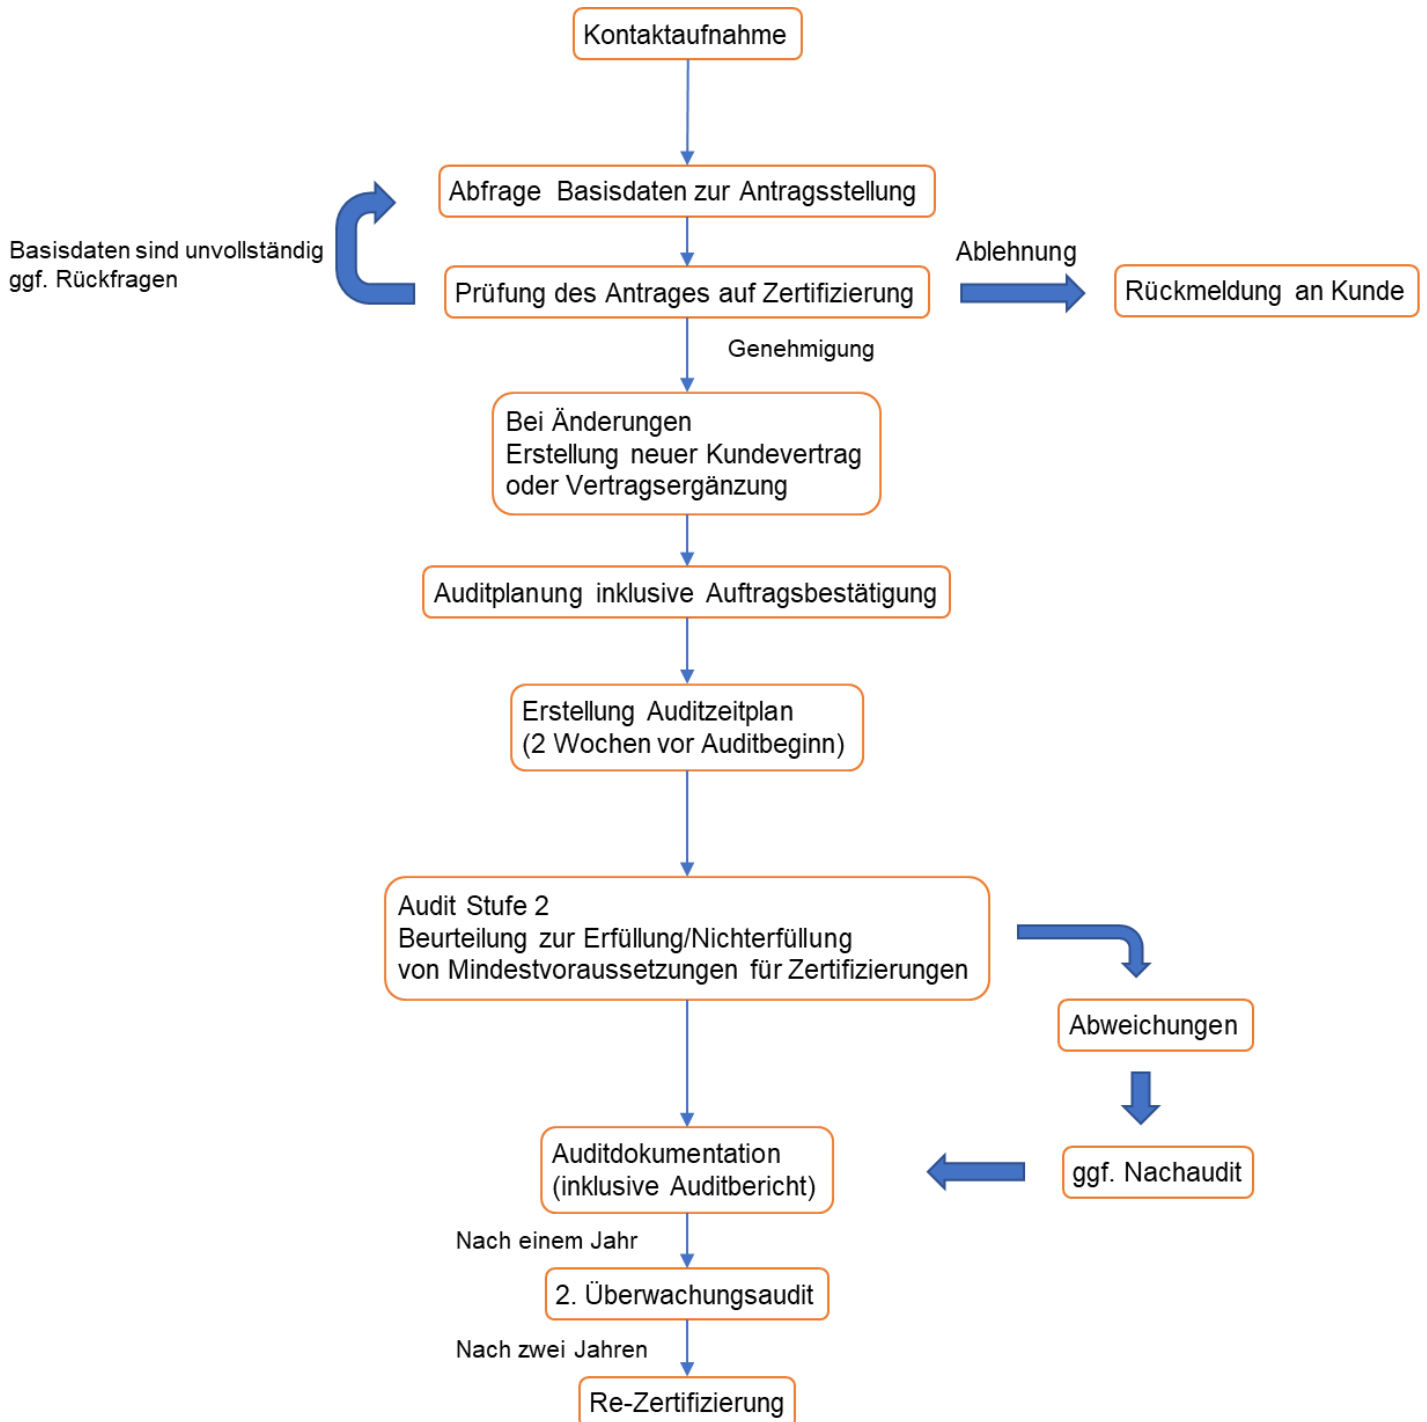 Kontaktaufnahme
Abfrage Basisdaten zur Antragsstellung
Basisdaten sind unvollständig
ggf. Rückfragen
Prüfung des Antrages auf Zertifizierung
Ablehnung
Rückmeldung an Kunde
Genehmigung
Bei Änderungen
Erstellung neuer Kundevertrag
oder Vertragsergänzung
Auditplanung inklusive Auftragsbestätigung
Erstellung Auditzeitplan
(2 Wochen vor Auditbeginn)
Audit Stufe 2
Beurteilung zur Erfüllung/Nichterfüllung
von Mindestvoraussetzungen für Zertifizierungen
Abweichungen
ggf. Nachaudit
Auditdokumentation
(inklusive Auditbericht)
Nach einem Jahr
2. Überwachungsaudit
Nach zwei Jahren
Re-Zertifizierung